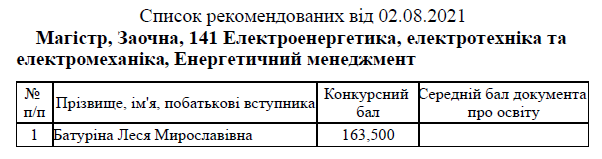 Список рекомендованих від 02.08.2021
Магістр, Заочна, 141 Електроенергетика, електротехніка та
електромеханіка, Енергетичний менеджмент
№ п/п Прізвище, ім'я, побатькові вступника Конкурсний бал Середній бал документа про освіту
1 Батуріна Леся Мирославівна 163,500